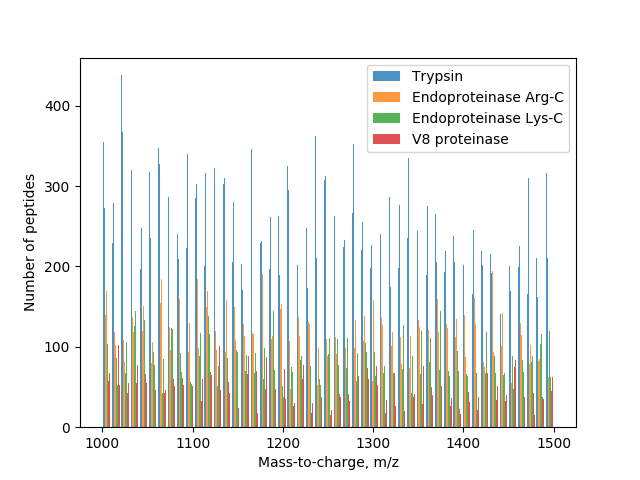 Trypsin
Endoproteinase Arg-C
Endoproteinase Lys-C
V8 proteinase
400
300
200
100
0
Number of peptides
1000 1100 1200 1300 1400 1500
Mass-to-charge, m/z